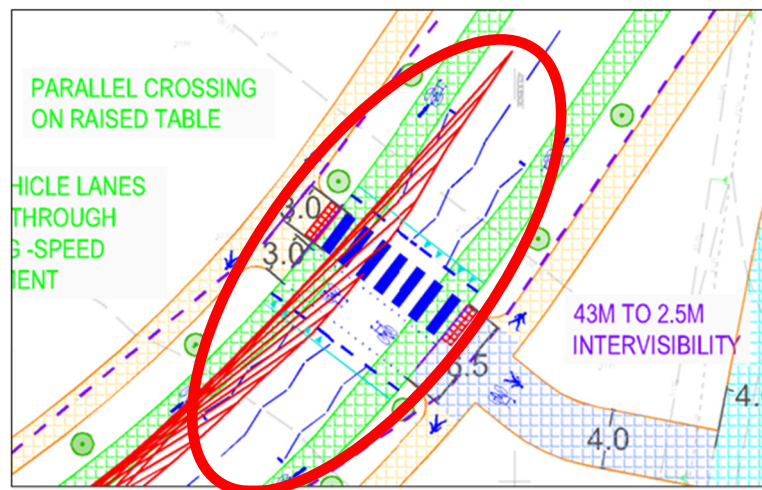 PARALLEL CROSSING
ON RAISED TABLE
HICLE LANES
THROUGH
G -SPEED
MENT
3.0
3.0
43M TO 2.5M
INTERVISIBILITY
5.5
4.0
4.